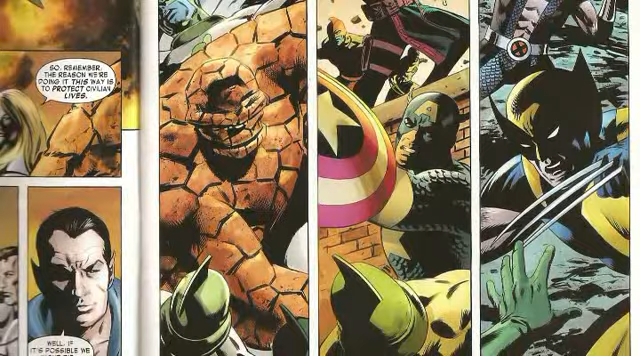 SO, REMEMBER,
THE REASON WE'RE
DOING IT THIS WAY IS
TO PROTECT CIVILIAN
LIVES.
WELL, IF
IT'S POSSIBLE WE